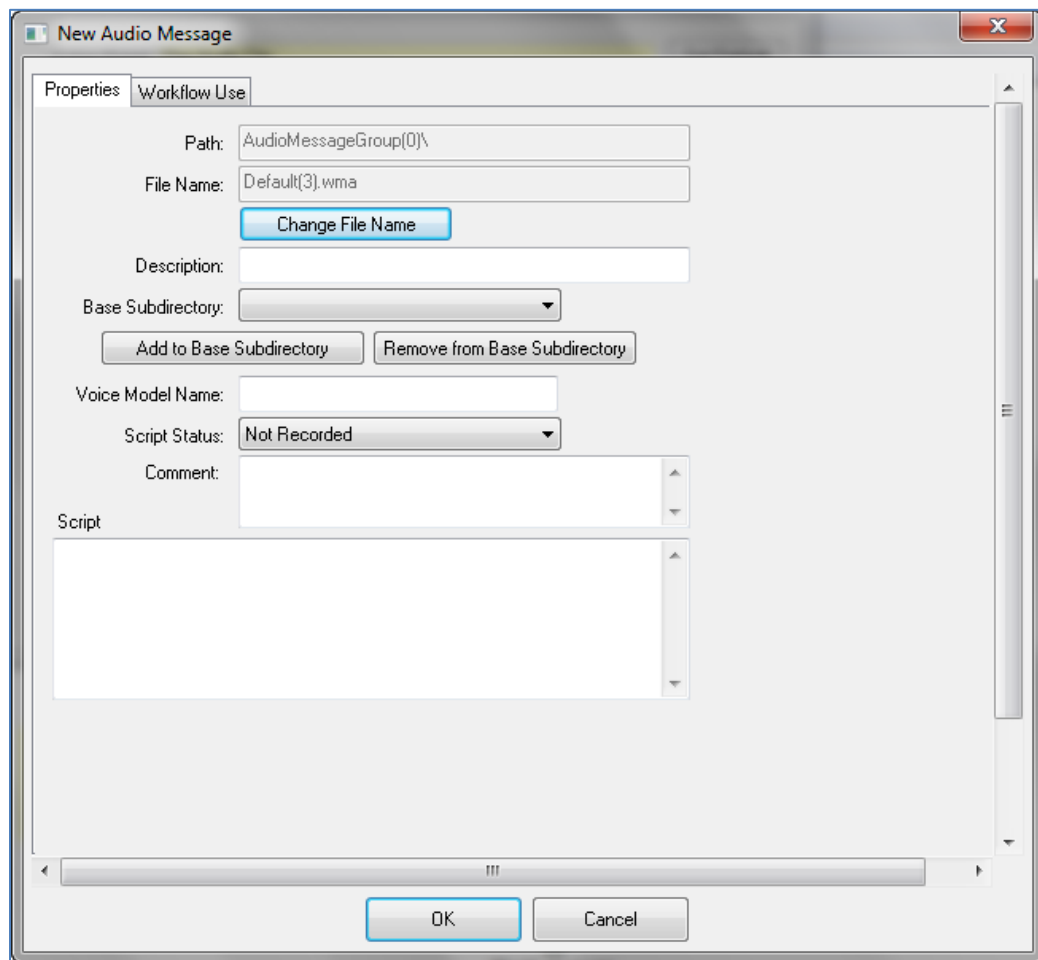 New Audio Message
Properties Workflow Use
Path: AudioMessageGroup(0)\
File Name: Default(3).wma
Change File Name
Description:
Base Subdirectory:
Add to Base Subdirectory Remove from Base Subdirectory
Voice Model Name:
Script Status: Not Recorded
Comment:
Script
OK Cancel